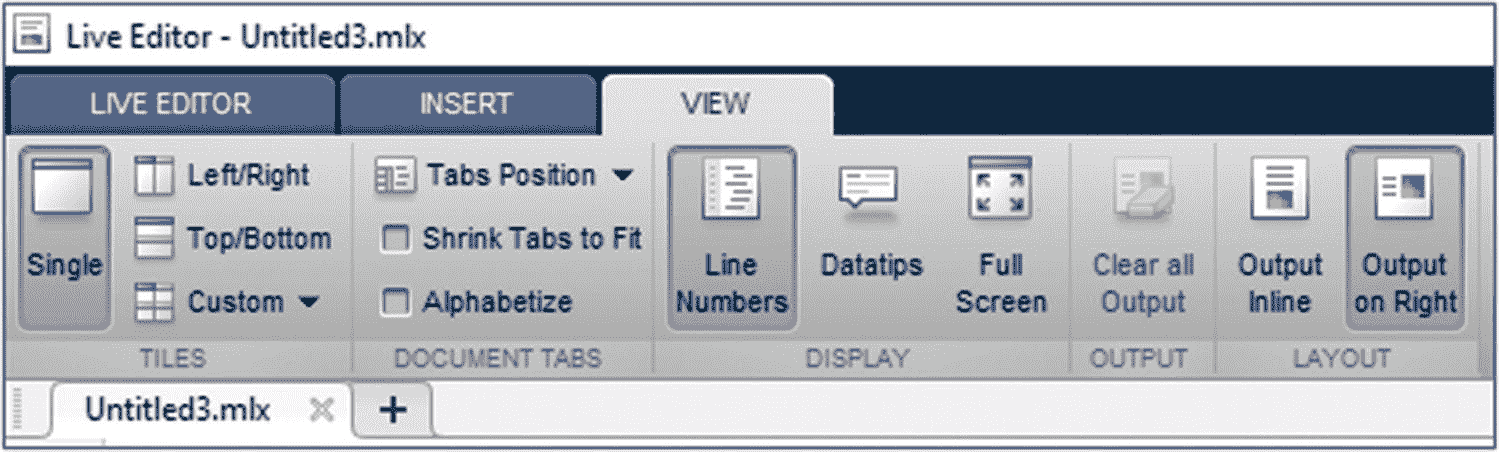 Live Editor - Untitled3.mlx
LIVE EDITOR
INSERT
VIEW
Single
Left/Right
Top/Bottom
Custom
TILES
Tabs Position
Shrink Tabs to Fit
Alphabetize
DOCUMENT TABS
Line
Numbers
Datatips
Full
Screen
DISPLAY
Clear all
Output
OUTPUT
Output
Inline
Output
on Right
LAYOUT
Untitled3.mlx